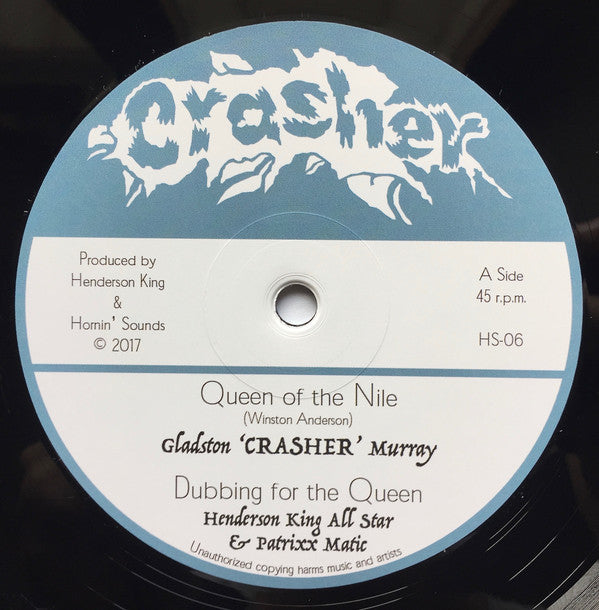 Crasher
Produced by
Henderson King
&
Hornin' Sounds
© 2017
A Side
45 r.p.m.
HS-06
Queen of the Nile
(Winston Anderson)
Gladston 'CRASHER' Murray
Dubbing for the Queen
Henderson King All Star
& Patrixx Matic
Unauthorized copying harms music and artists